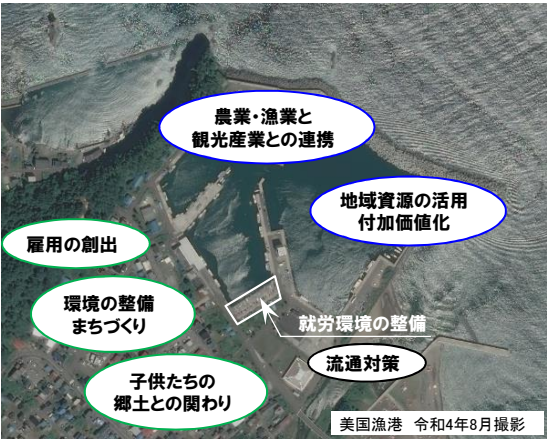 農業・漁業と
観光産業との連携
地域資源の活用
付加価値化
雇用の創出
環境の整備
まちづくり
就労環境の整備
流通対策
子供たちの
郷土との関わり
美国漁港 令和4年8月撮影